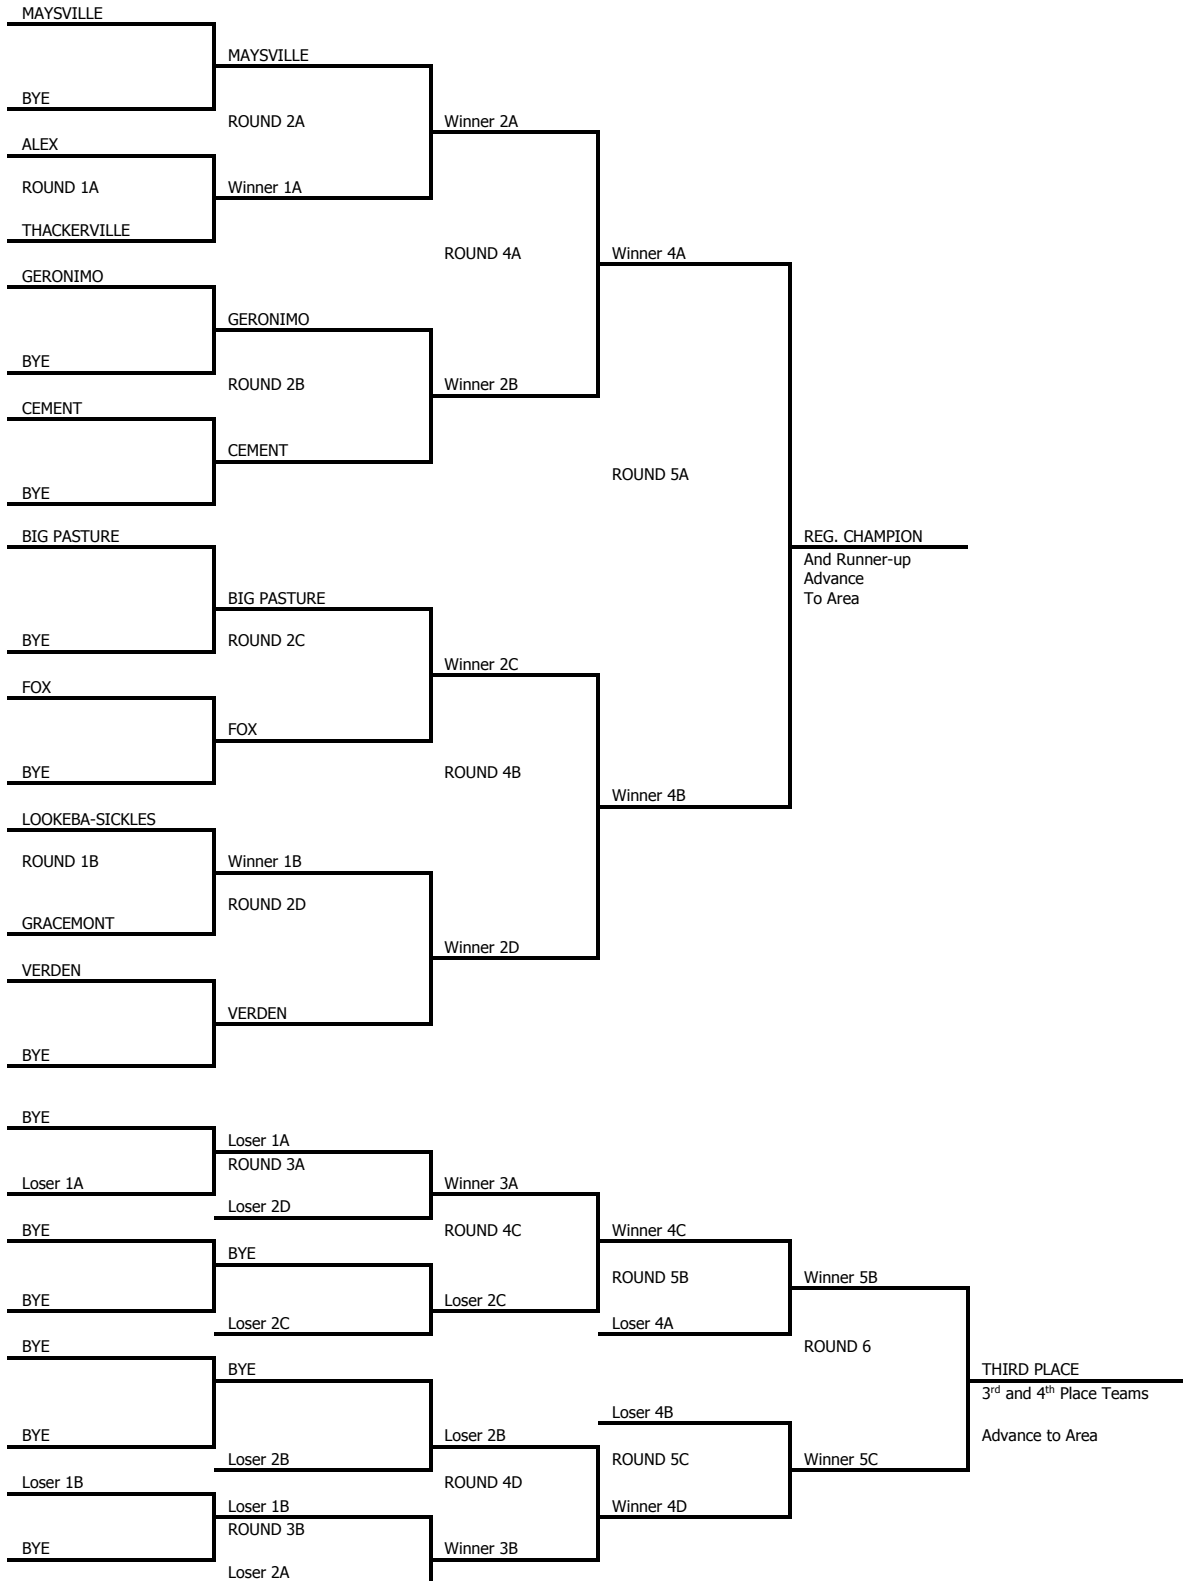 MAYSVILLE
MAYSVILLE
BYE
ROUND 2A
Winner 2A
ALEX
ROUND 1A
Winner 1A
THACKERVILLE
ROUND 4A
Winner 4A
GERONIMO
GERONIMO
BYE
ROUND 2B
Winner 2B
CEMENT
CEMENT
ROUND 5A
BYE
BIG PASTURE
REG. CHAMPION
And Runner-up
Advance
To Area
BIG PASTURE
BYE
ROUND 2C
Winner 2C
FOX
FOX
BYE
ROUND 4B
Winner 4B
LOOKEBA-SICKLES
ROUND 1B
Winner 1B
ROUND 2D
GRACEMONT
Winner 2D
VERDEN
VERDEN
BYE
BYE
Loser 1A
ROUND 3A
Loser 1A
Winner 3A
Loser 2D
BYE
ROUND 4C
Winner 4C
BYE
ROUND 5B
Winner 5B
BYE
Loser 2C
Loser 2C
Loser 4A
BYE
ROUND 6
BYE
THIRD PLACE
3rd and 4th Place Teams
Loser 4B
BYE
Loser 2B
Advance to Area
Loser 2B
ROUND 5C
Winner 5C
Loser 1B
ROUND 4D
Loser 1B
Winner 4D
ROUND 3B
BYE
Winner 3B
Loser 2A